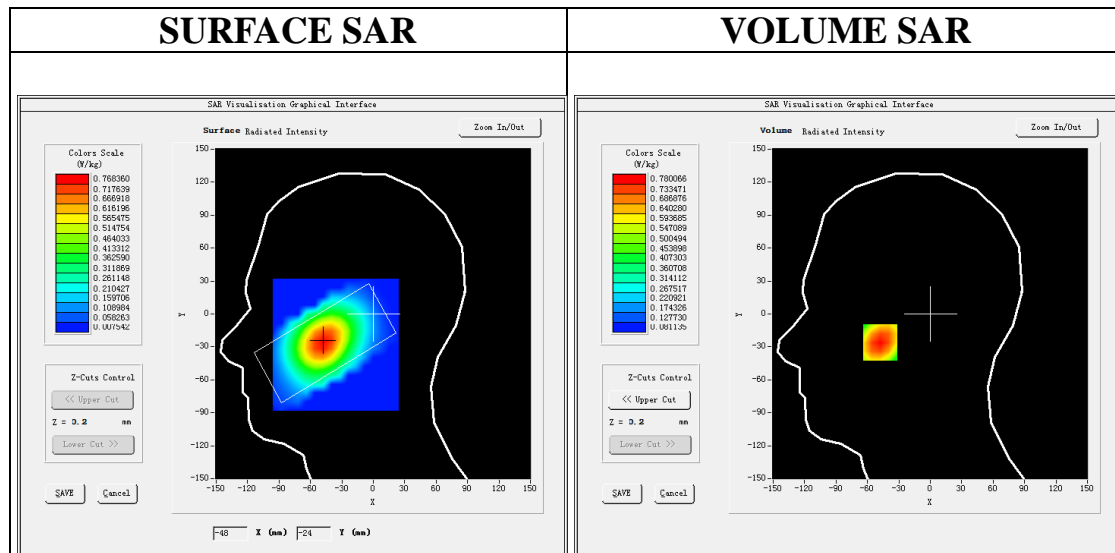 SURFACE SAR
VOLUME SAR
SAR Visualisation Graphical Interface
Surface Radiated Intensity
Zoom In/Out
Colors Scale
(W/kg)
0.768360
0.717639
0.666918
0.616196
0.565475
0.514754
0.464033
0.413312
0.362590
0.311869
0.261148
0.210427
0.159706
0.108984
0.058263
0.007542
150
120
90
60
30
0
-30
-60
-90
-120
-150
Y
-150 -120 -90 -60 -30 0 30 60 90 120 150
X
Z-Cuts Control
<< Upper Cut
Z = 0.2 mm
Lower Cut >>
SAVE Cancel
-48 X (mm) -24 Y (mm)
SAR Visualisation Graphical Interface
Volume Radiated Intensity
Zoom In/Out
Colors Scale
(W/kg)
0.780066
0.733471
0.686876
0.640280
0.593685
0.547089
0.500494
0.453898
0.407303
0.360708
0.314112
0.267517
0.220921
0.174326
0.127730
0.081135
150
120
90
60
30
0
-30
-60
-90
-120
-150
Y
-150 -120 -90 -60 -30 0 30 60 90 120 150
X
Z-Cuts Control
<< Upper Cut
Z = 0.2 mm
Lower Cut >>
SAVE Cancel